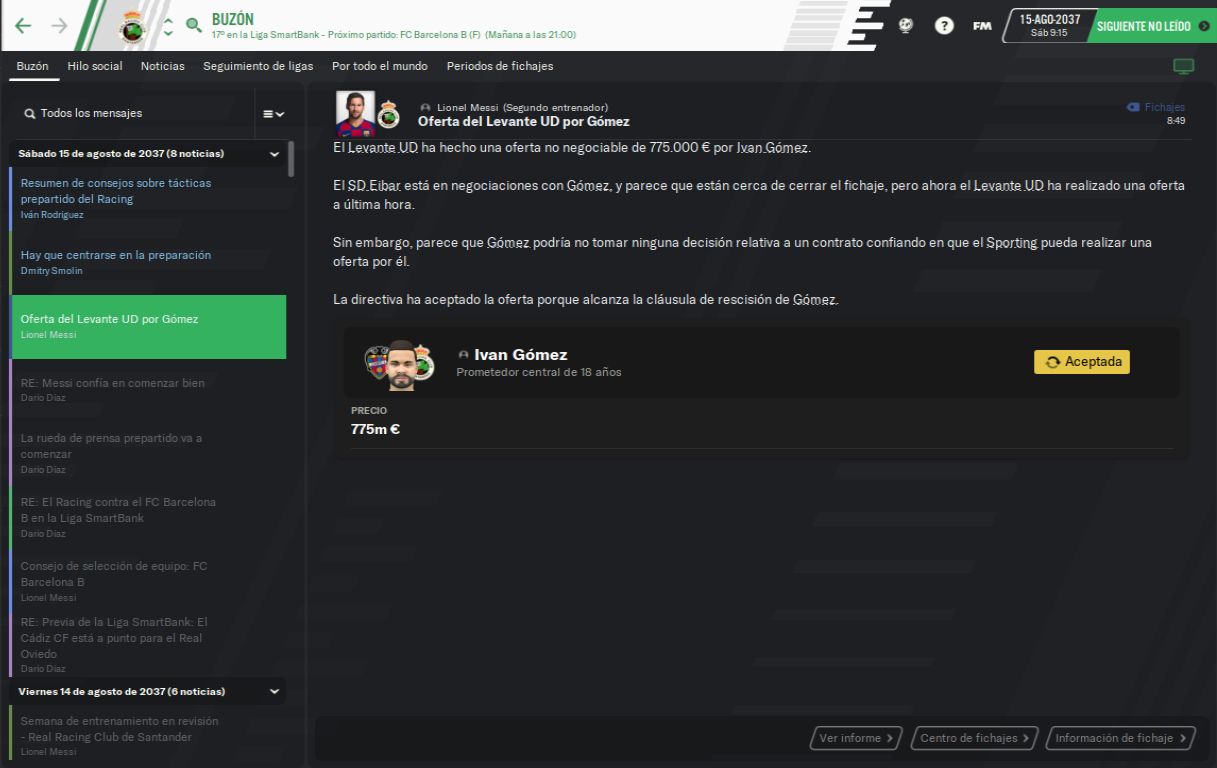 BUZÓN
17º en la Liga SmartBank - Próximo partido: FC Barcelona B (F) (Mañana a las 21:00)
?
FM
15-AGO-2037
Sáb 9:15
SIGUIENTE NO LEÍDO
Buzón
Hilo social
Noticias
Seguimiento de ligas
Por todo el mundo
Periodos de fichajes
Todos los mensajes
Sábado 15 de agosto de 2037 (8 noticias)
Resumen de consejos sobre tácticas
prepartido del Racing
Iván Rodríguez
Hay que centrarse en la preparación
Dmitry Smolin
Oferta del Levante UD por Gómez
Lionel Messi
RE: Messi confía en comenzar bien
Darío Díaz
La rueda de prensa prepartido va a
comenzar
Darío Díaz
RE: El Racing contra el FC Barcelona
B en la Liga SmartBank
Darío Díaz
Consejo de selección de equipo: FC
Barcelona B
Lionel Messi
RE: Previa de la Liga SmartBank: El
Cádiz CF está a punto para el Real
Oviedo
Darío Díaz
Viernes 14 de agosto de 2037 (6 noticias)
Semana de entrenamiento en revisión
- Real Racing Club de Santander
Lionel Messi
Lionel Messi (Segundo entrenador)
Oferta del Levante UD por Gómez
Fichajes
8:49
El Levante UD ha hecho una oferta no negociable de 775.000 € por Ivan Gómez.
El SD Eibar está en negociaciones con Gómez, y parece que están cerca de cerrar el fichaje, pero ahora el Levante UD ha realizado una oferta
a última hora.
Sin embargo, parece que Gómez podría no tomar ninguna decisión relativa a un contrato confiando en que el Sporting pueda realizar una
oferta por él.
La directiva ha aceptado la oferta porque alcanza la cláusula de rescisión de Gómez.
Ivan Gómez
Prometedor central de 18 años
Aceptada
PRECIO
775m €
Ver informe
Centro de fichajes
Información de fichaje